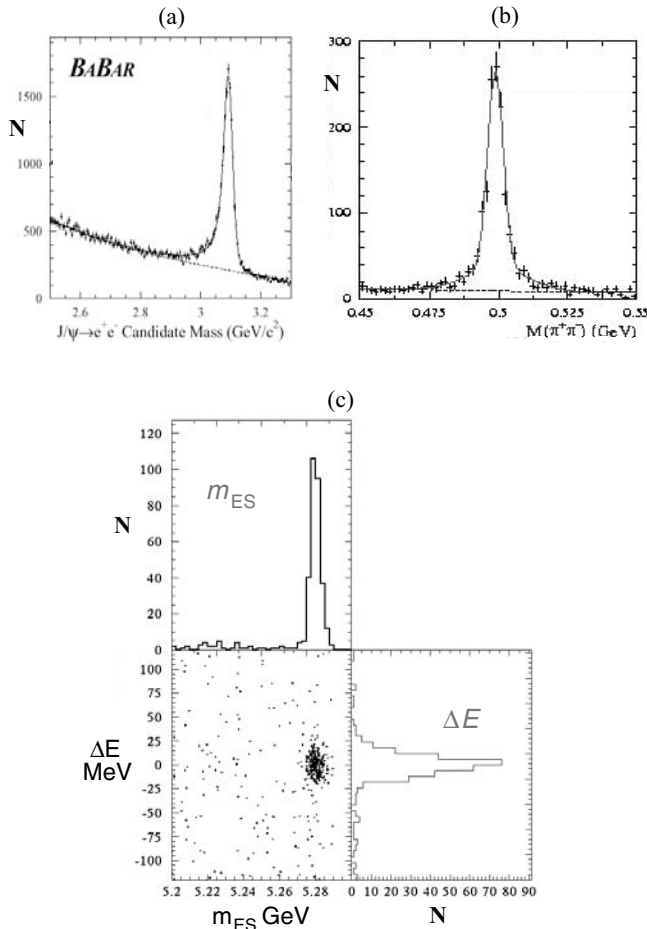 (a)
BABAR
N
1500
1000
500
0
2.6 2.8 3 3.2
J/ψ→e⁺e⁻ Candidate Mass (GeV/c²)
(b)
300
N
200
100
0
0.45 0.475 0.5 0.525 0.55
M(π⁺π⁻) (GeV)
(c)
120
100
80
60
40
20
0
N
mES
100
75
50
25
0
-25
-50
-75
-100
ΔE
MeV
ΔE
5.2 5.22 5.24 5.26 5.28
mES GeV
0 10 20 30 40 50 60 70 80 90
N